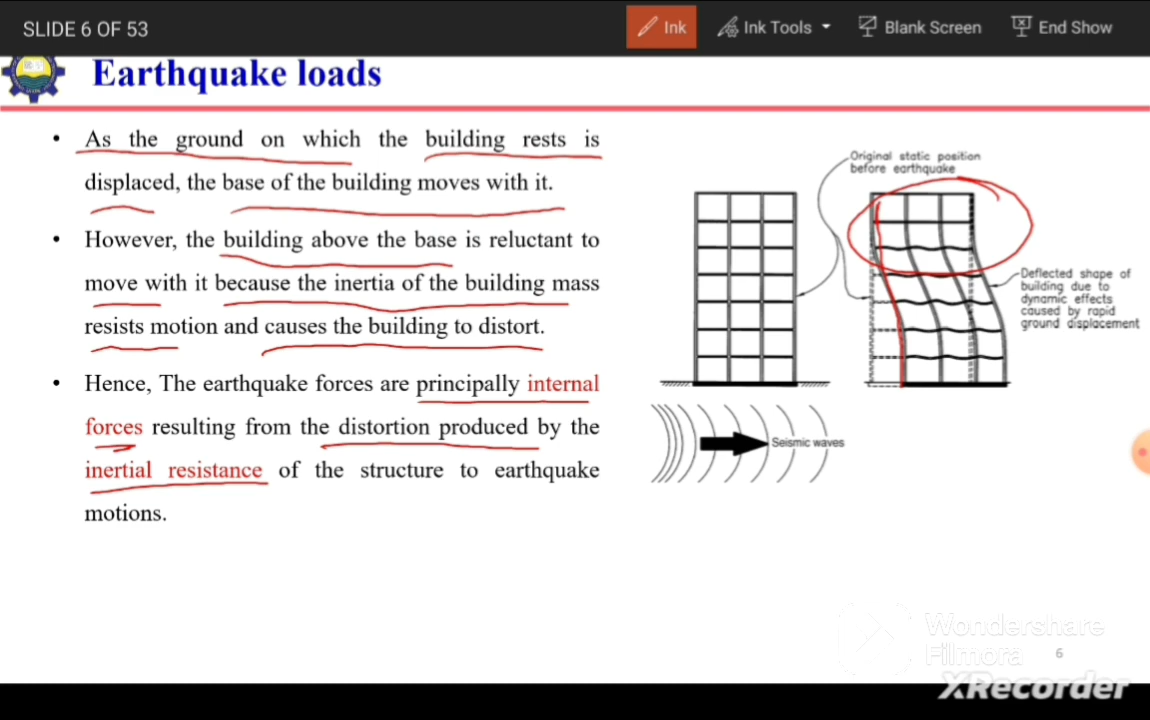 SLIDE 6 OF 53
Ink
Ink Tools
Blank Screen
End Show
Earthquake loads
• As the ground on which the building rests is
displaced, the base of the building moves with it.
• However, the building above the base is reluctant to
move with it because the inertia of the building mass
resists motion and causes the building to distort.
• Hence, The earthquake forces are principally internal
forces resulting from the distortion produced by the
inertial resistance of the structure to earthquake
motions.
Original static position
before earthquake
Deflected shape of
building due to
dynamic effects
caused by rapid
ground displacement
Seismic waves
Wondershare
Filmora
6
XRecorder